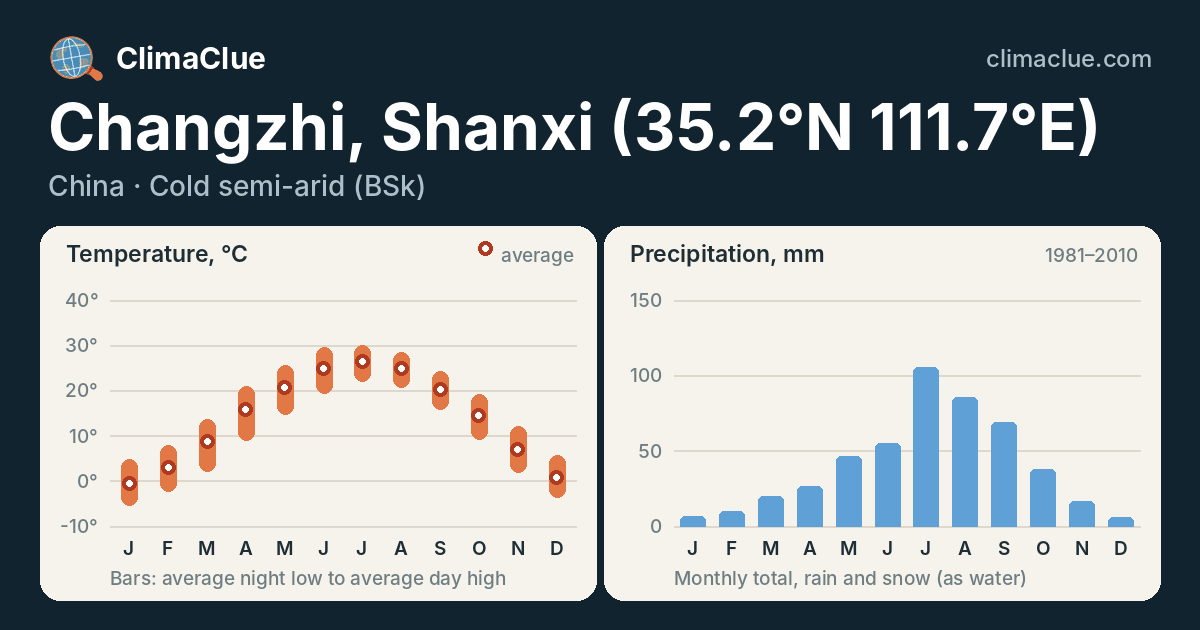 ClimaClue
climaclue.com
Changzhi, Shanxi (35.2°N 111.7°E)
China · Cold semi-arid (BSk)
Temperature, °C
average
40°
30°
20°
10°
0°
-10°
J F M A M J J A S O N D
Bars: average night low to average day high
Precipitation, mm
1981–2010
150
100
50
0
J F M A M J J A S O N D
Monthly total, rain and snow (as water)